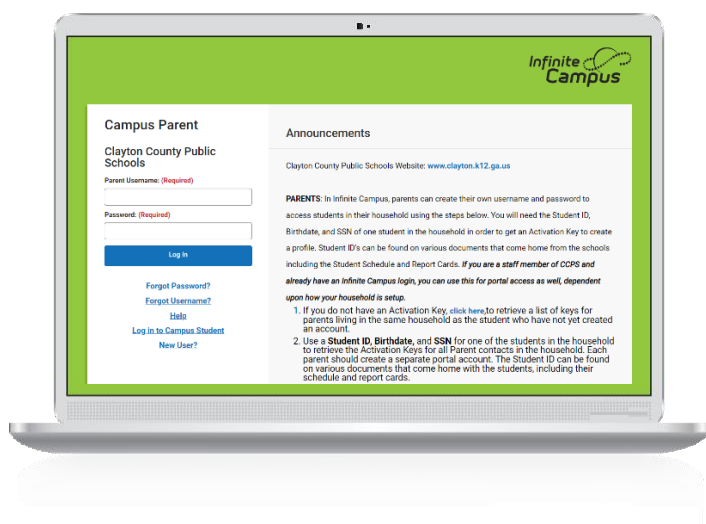 Infinite
Campus
Campus Parent
Clayton County Public
Schools
Parent Username: (Required)
Password: (Required)
Log In
Forgot Password?
Forgot Username?
Help
Log in to Campus Student
New User?
Announcements
Clayton County Public Schools Website: www.clayton.k12.ga.us
PARENTS: In Infinite Campus, parents can create their own username and password to
access students in their household using the steps below. You will need the Student ID,
Birthdate, and SSN of one student in the household in order to get an Activation Key to create
a profile. Student ID's can be found on various documents that come home from the schools
including the Student Schedule and Report Cards. If you are a staff member of CCPS and
already have an Infinite Campus login, you can use this for portal access as well, dependent
upon how your household is setup.
1. If you do not have an Activation Key, click here,to retrieve a list of keys for
parents living in the same household as the student who have not yet created
an account.
2. Use a Student ID, Birthdate, and SSN for one of the students in the household
to retrieve the Activation Keys for all Parent contacts in the household. Each
parent should create a separate portal account. The Student ID can be found
on various documents that come home with the students, including their
schedule and report cards.